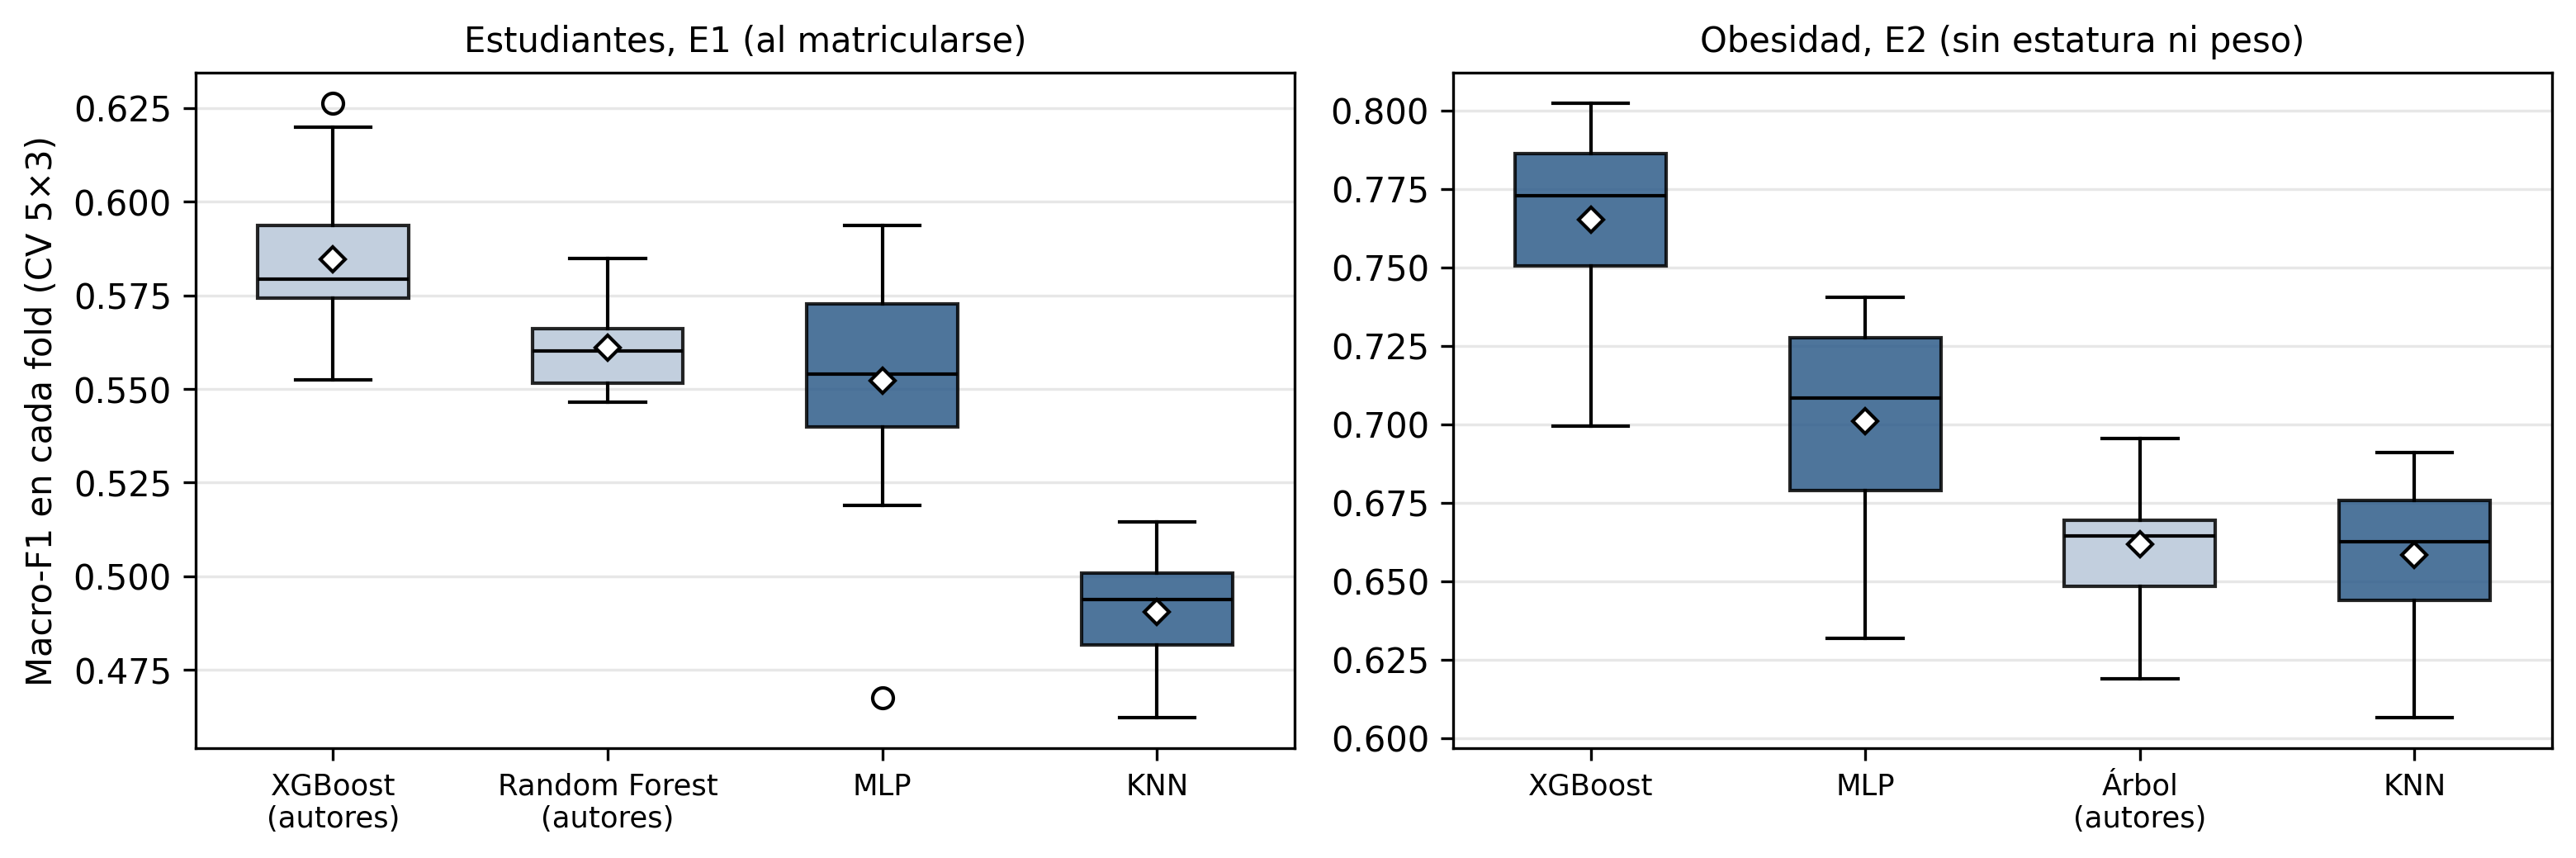 Estudiantes, E1 (al matricularse)
Macro-F1 en cada fold (CV 5×3)
0.625
0.600
0.575
0.550
0.525
0.500
0.475
XGBoost
(autores)
Random Forest
(autores)
MLP
KNN
Obesidad, E2 (sin estatura ni peso)
0.800
0.775
0.750
0.725
0.700
0.675
0.650
0.625
0.600
XGBoost
MLP
Árbol
(autores)
KNN